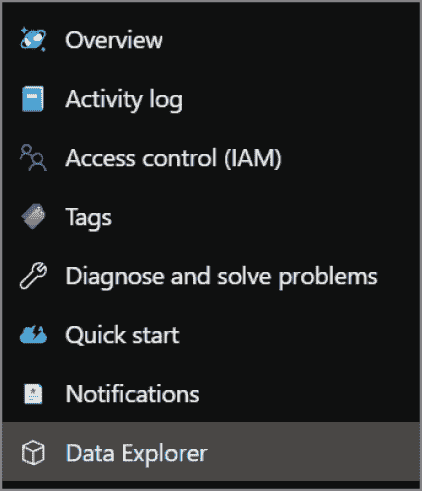 Overview
Activity log
Access control (IAM)
Tags
Diagnose and solve problems
Quick start
Notifications
Data Explorer